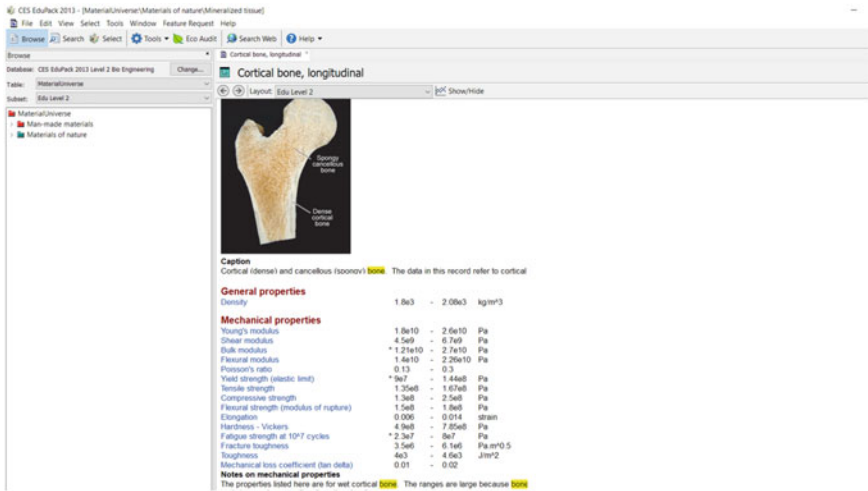 CES EduPack 2013 - [MaterialUniverse\Materials of nature\Mineralized tissue]
File Edit View Select Tools Window Feature Request Help
Browse Search Select Tools Eco Audit Search Web Help
Browse
Cortical bone, longitudinal
Database: CES EduPack 2013 Level 2 Bio Engineering Change...
Cortical bone, longitudinal
Table: MaterialUniverse
Subset: Edu Level 2
Layout: Edu Level 2 Show/Hide
MaterialUniverse
Man-made materials
Materials of nature
Spongy
cancellous
bone
Dense
cortical
bone
Caption
Cortical (dense) and cancellous (spongy) bone. The data in this record refer to cortical
General properties
Density 1.8e3 - 2.08e3 kg/m^3
Mechanical properties
Young's modulus 1.8e10 - 2.6e10 Pa
Shear modulus 4.5e9 - 6.7e9 Pa
Bulk modulus * 1.21e10 - 2.7e10 Pa
Flexural modulus 1.4e10 - 2.26e10 Pa
Poisson's ratio 0.13 - 0.3
Yield strength (elastic limit) * 9e7 - 1.44e8 Pa
Tensile strength 1.35e8 - 1.67e8 Pa
Compressive strength 1.3e8 - 2.5e8 Pa
Flexural strength (modulus of rupture) 1.5e8 - 1.8e8 Pa
Elongation 0.006 - 0.014 strain
Hardness - Vickers 4.9e8 - 7.85e8 Pa
Fatigue strength at 10^7 cycles * 2.3e7 - 8e7 Pa
Fracture toughness 3.5e6 - 6.1e6 Pa.m^0.5
Toughness 4e3 - 4.6e3 J/m^2
Mechanical loss coefficient (tan delta) 0.01 - 0.02
Notes on mechanical properties
The properties listed here are for wet cortical bone. The ranges are large because bone